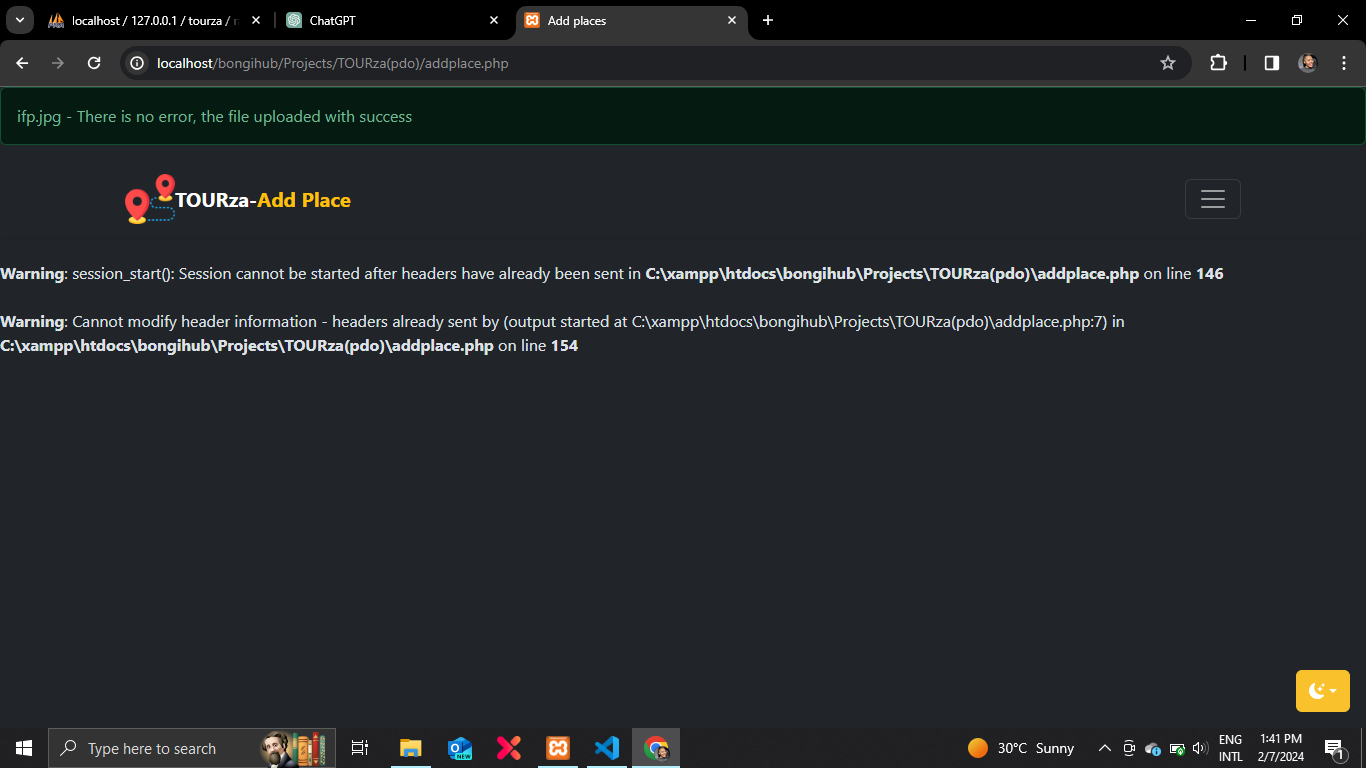 localhost / 127.0.0.1 / tourza /
ChatGPT
Add places
localhost/bongihub/Projects/TOURza(pdo)/addplace.php
ifp.jpg - There is no error, the file uploaded with success
TOURza-Add Place
Warning: session_start(): Session cannot be started after headers have already been sent in C:\xampp\htdocs\bongihub\Projects\TOURza(pdo)\addplace.php on line 146
Warning: Cannot modify header information - headers already sent by (output started at C:\xampp\htdocs\bongihub\Projects\TOURza(pdo)\addplace.php:7) in
C:\xampp\htdocs\bongihub\Projects\TOURza(pdo)\addplace.php on line 154
Type here to search
NEW
30°C Sunny
ENG
INTL
1:41 PM
2/7/2024
1